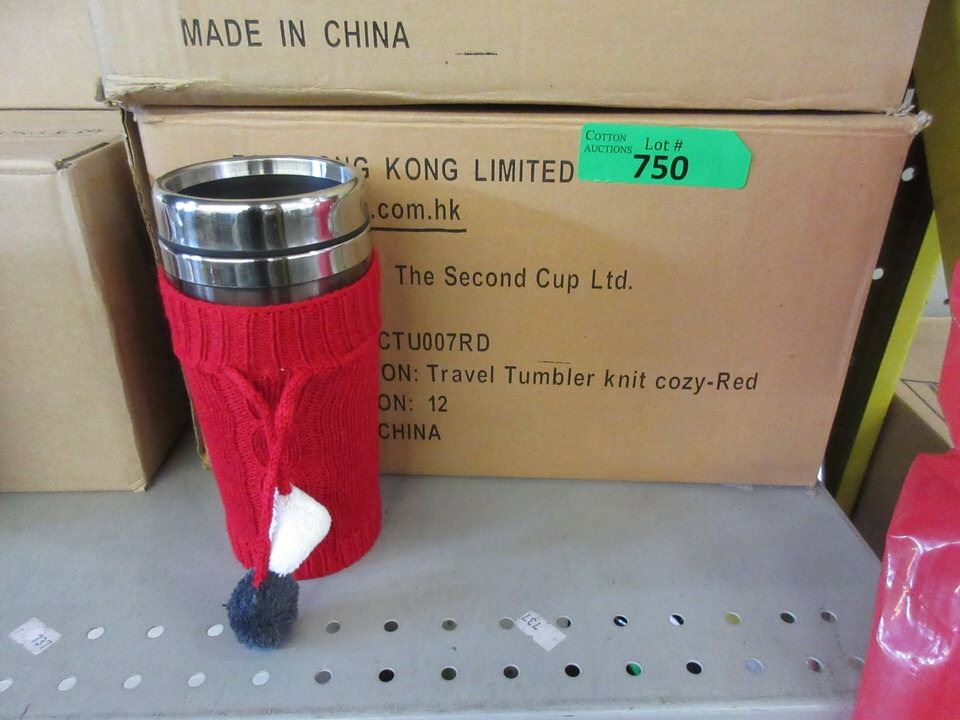 MADE IN CHINA
KONG LIMITED
COTTON AUCTIONS
Lot #
750
.com.hk
The Second Cup Ltd.
CTU007RD
ON: Travel Tumbler knit cozy-Red
ON: 12
CHINA
737
737